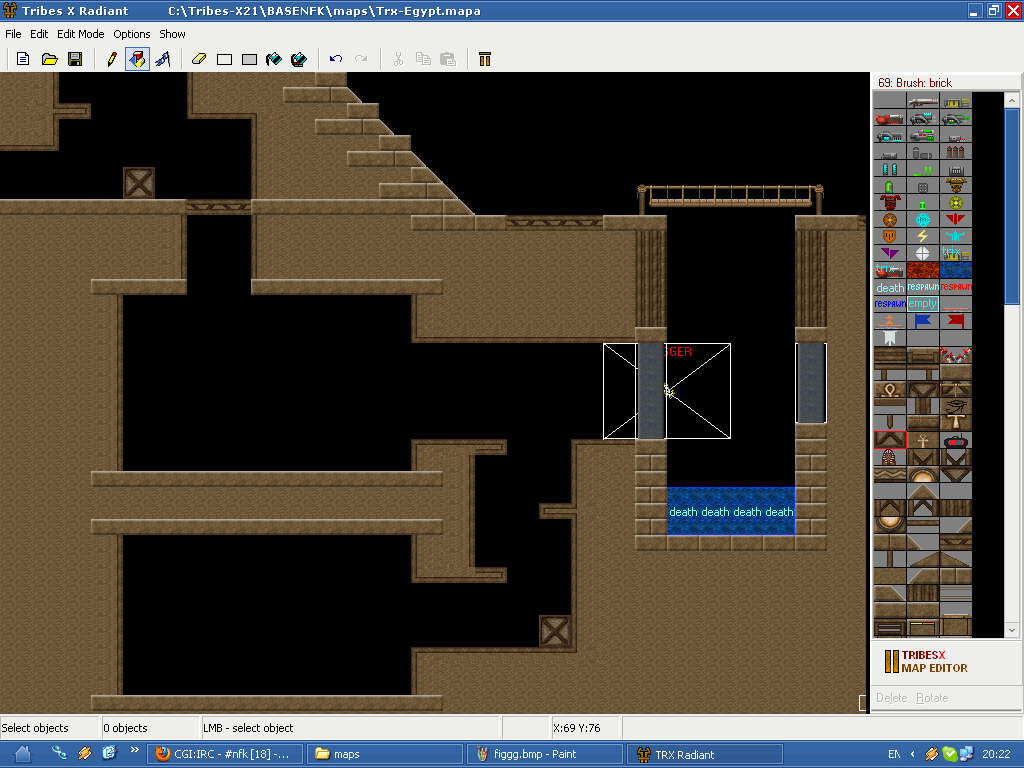 Tribes X Radiant C:\Tribes-X21\BASENFK\maps\Trx-Egypt.mapa
File Edit Edit Mode Options Show
69: Brush: brick
trix
trix
death respawn respawn
respawn empty
GER
death death death death
TRIBESX
MAP EDITOR
Delete Rotate
Select objects 0 objects LMB - select object X:69 Y:76
CGI:IRC - #nfk [18] -... maps figgg.bmp - Paint TRX Radiant EN 20:22